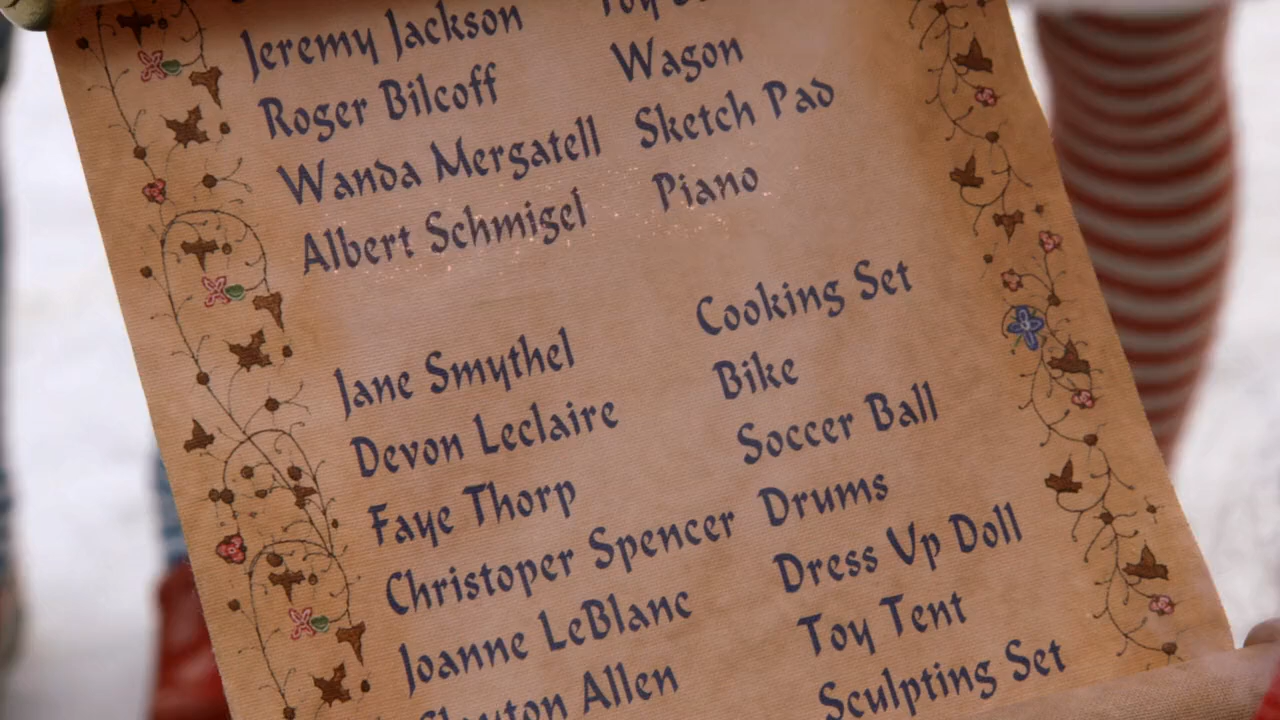 Jeremy Jackson Toy
Roger Bilcoff Wagon
Wanda Mergatell Sketch Pad
Albert Schmigel Piano
Jane Smythel Cooking Set
Devon Leclaire Bike
Faye Thorp Soccer Ball
Christoper Spencer Drums
Joanne LeBlanc Dress Up Doll
Allen Toy Tent
Sculpting Set